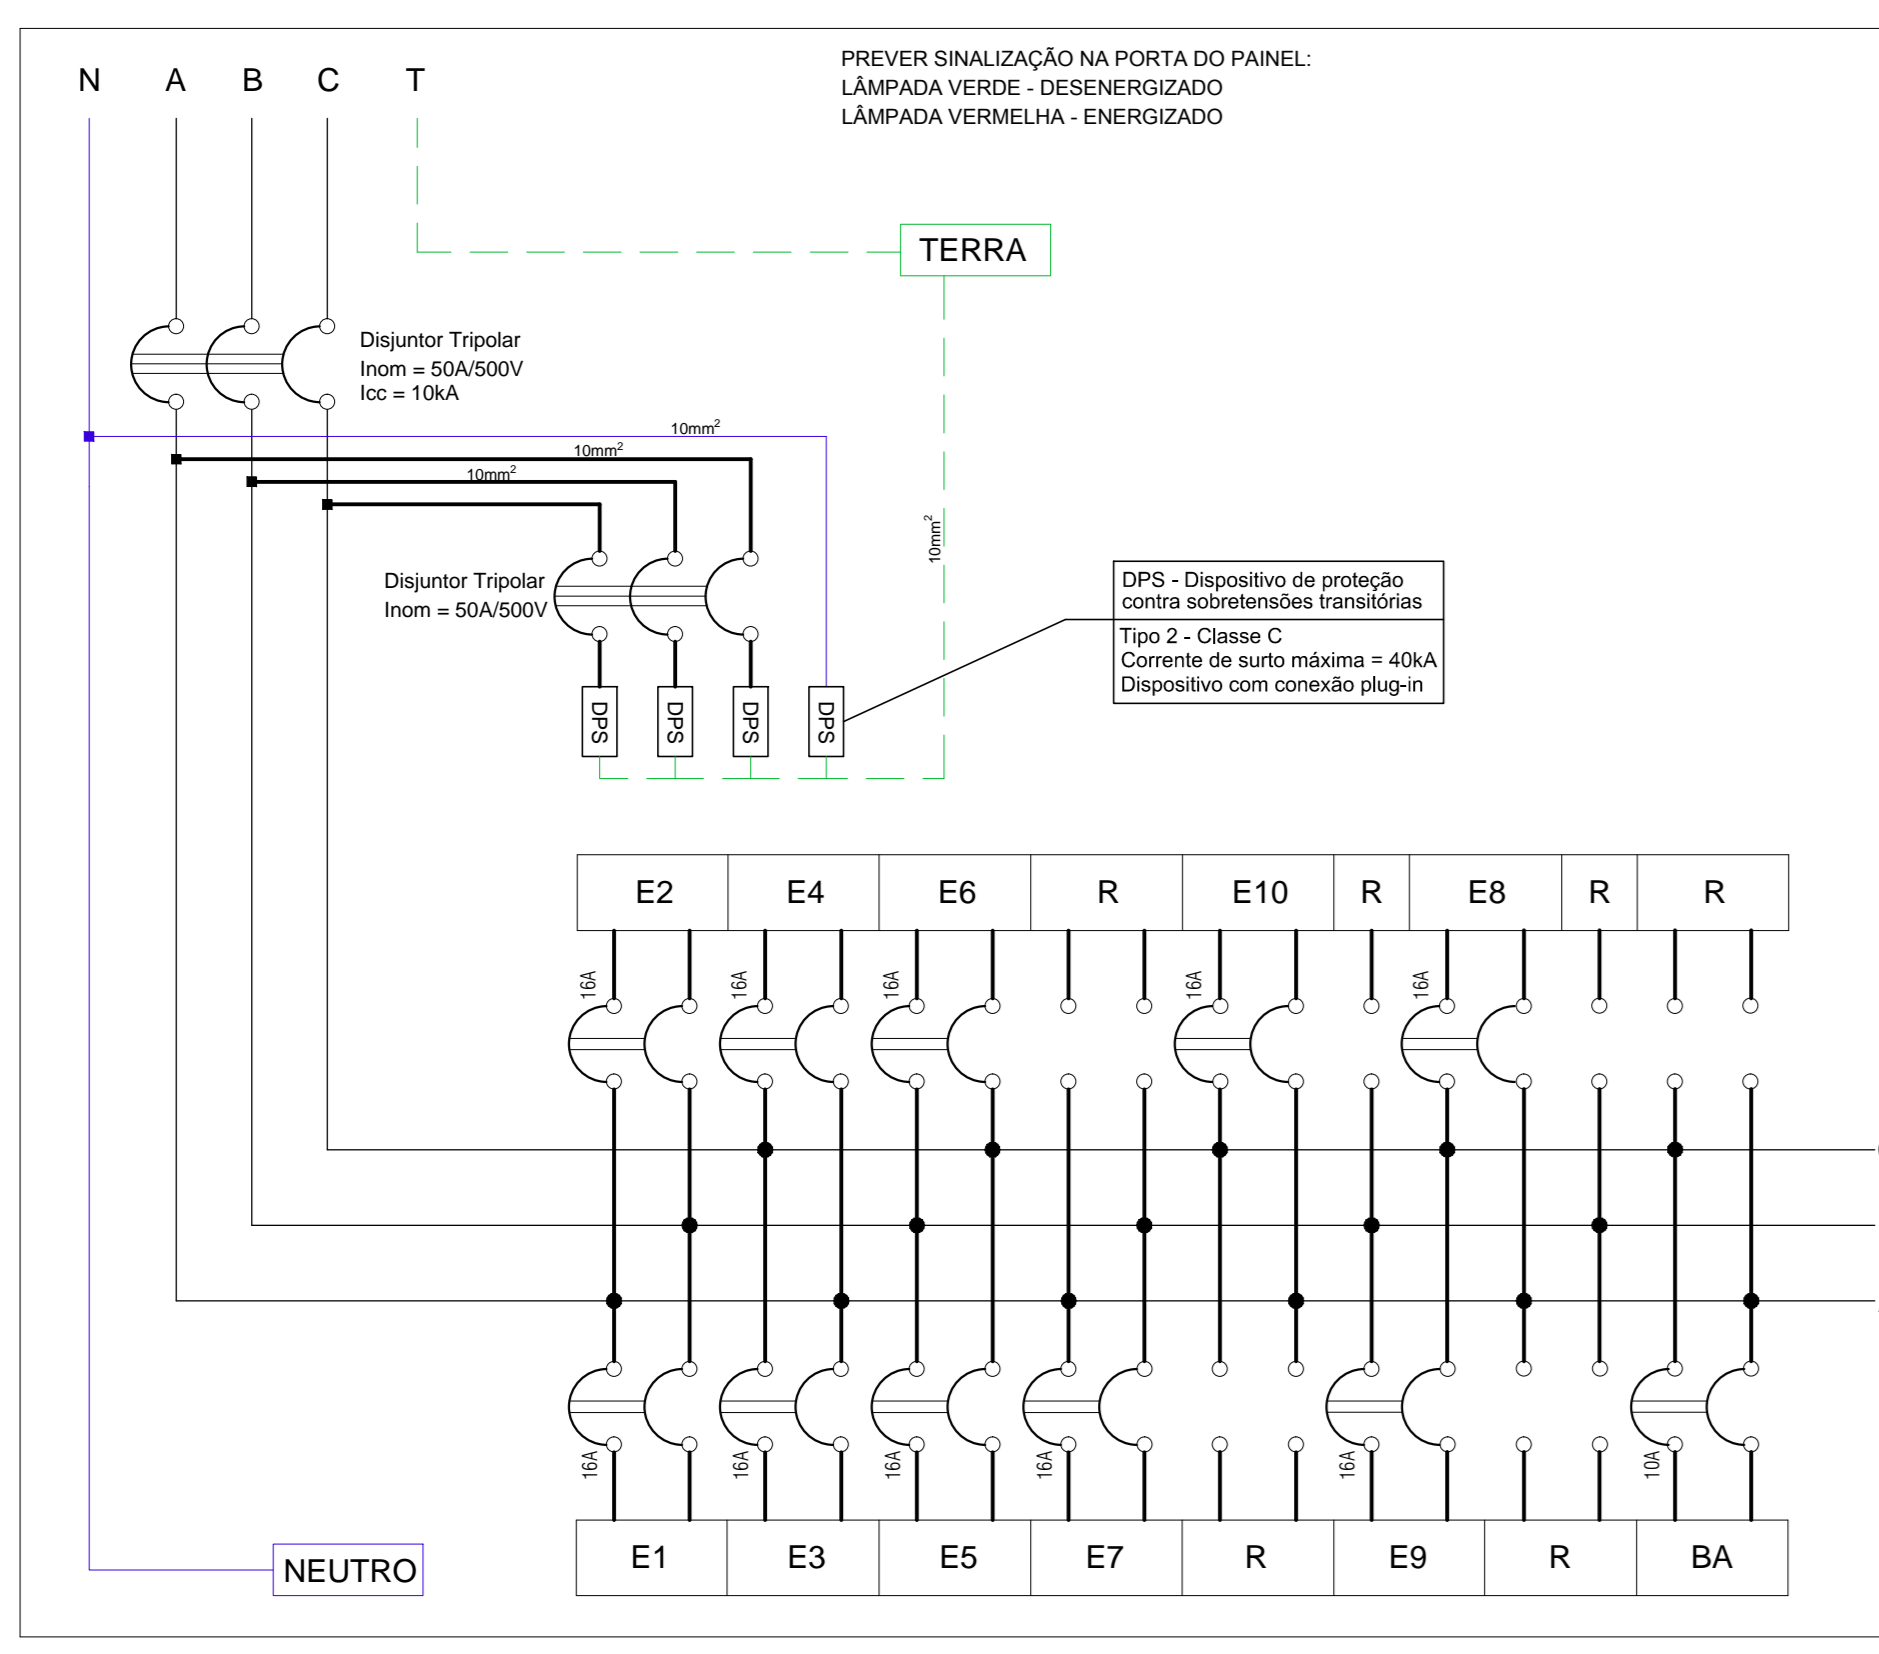 PREVER SINALIZAÇÃO NA PORTA DO PAINEL:
LÂMPADA VERDE - DESENERGIZADO
LÂMPADA VERMELHA - ENERGIZADO
N A B C T
TERRA
Disjuntor Tripolar
Inom = 50A/500V
Icc = 10kA
10mm²
10mm²
10mm²
10mm²
Disjuntor Tripolar
Inom = 50A/500V
DPS - Dispositivo de proteção
contra sobretensões transitórias
Tipo 2 - Classe C
Corrente de surto máxima = 40kA
Dispositivo com conexão plug-in
DPS DPS DPS DPS
E2 E4 E6 R E10 R E8 R R
16A 16A 16A 16A 16A
16A 16A 16A 16A 16A 10A
E1 E3 E5 E7 R E9 R BA
NEUTRO